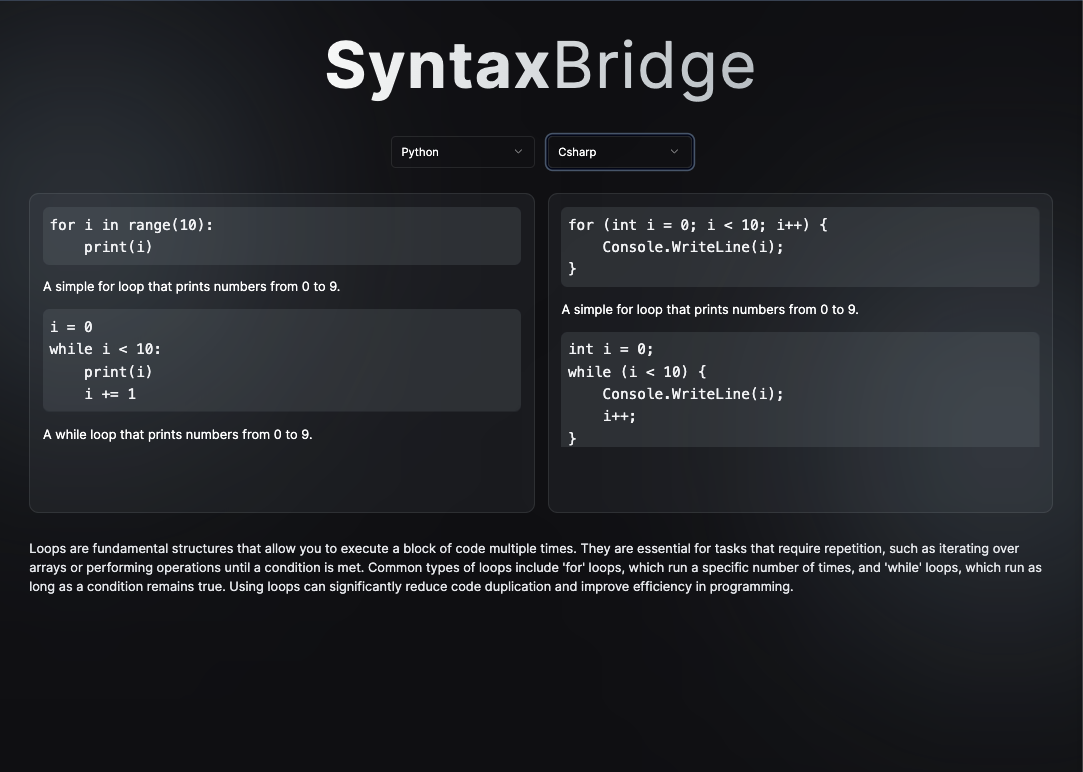 SyntaxBridge
Python
Csharp
for i in range(10):
    print(i)
A simple for loop that prints numbers from 0 to 9.
i = 0
while i < 10:
    print(i)
    i += 1
A while loop that prints numbers from 0 to 9.
for (int i = 0; i < 10; i++) {
    Console.WriteLine(i);
}
A simple for loop that prints numbers from 0 to 9.
int i = 0;
while (i < 10) {
    Console.WriteLine(i);
    i++;
}
Loops are fundamental structures that allow you to execute a block of code multiple times. They are essential for tasks that require repetition, such as iterating over
arrays or performing operations until a condition is met. Common types of loops include 'for' loops, which run a specific number of times, and 'while' loops, which run as
long as a condition remains true. Using loops can significantly reduce code duplication and improve efficiency in programming.